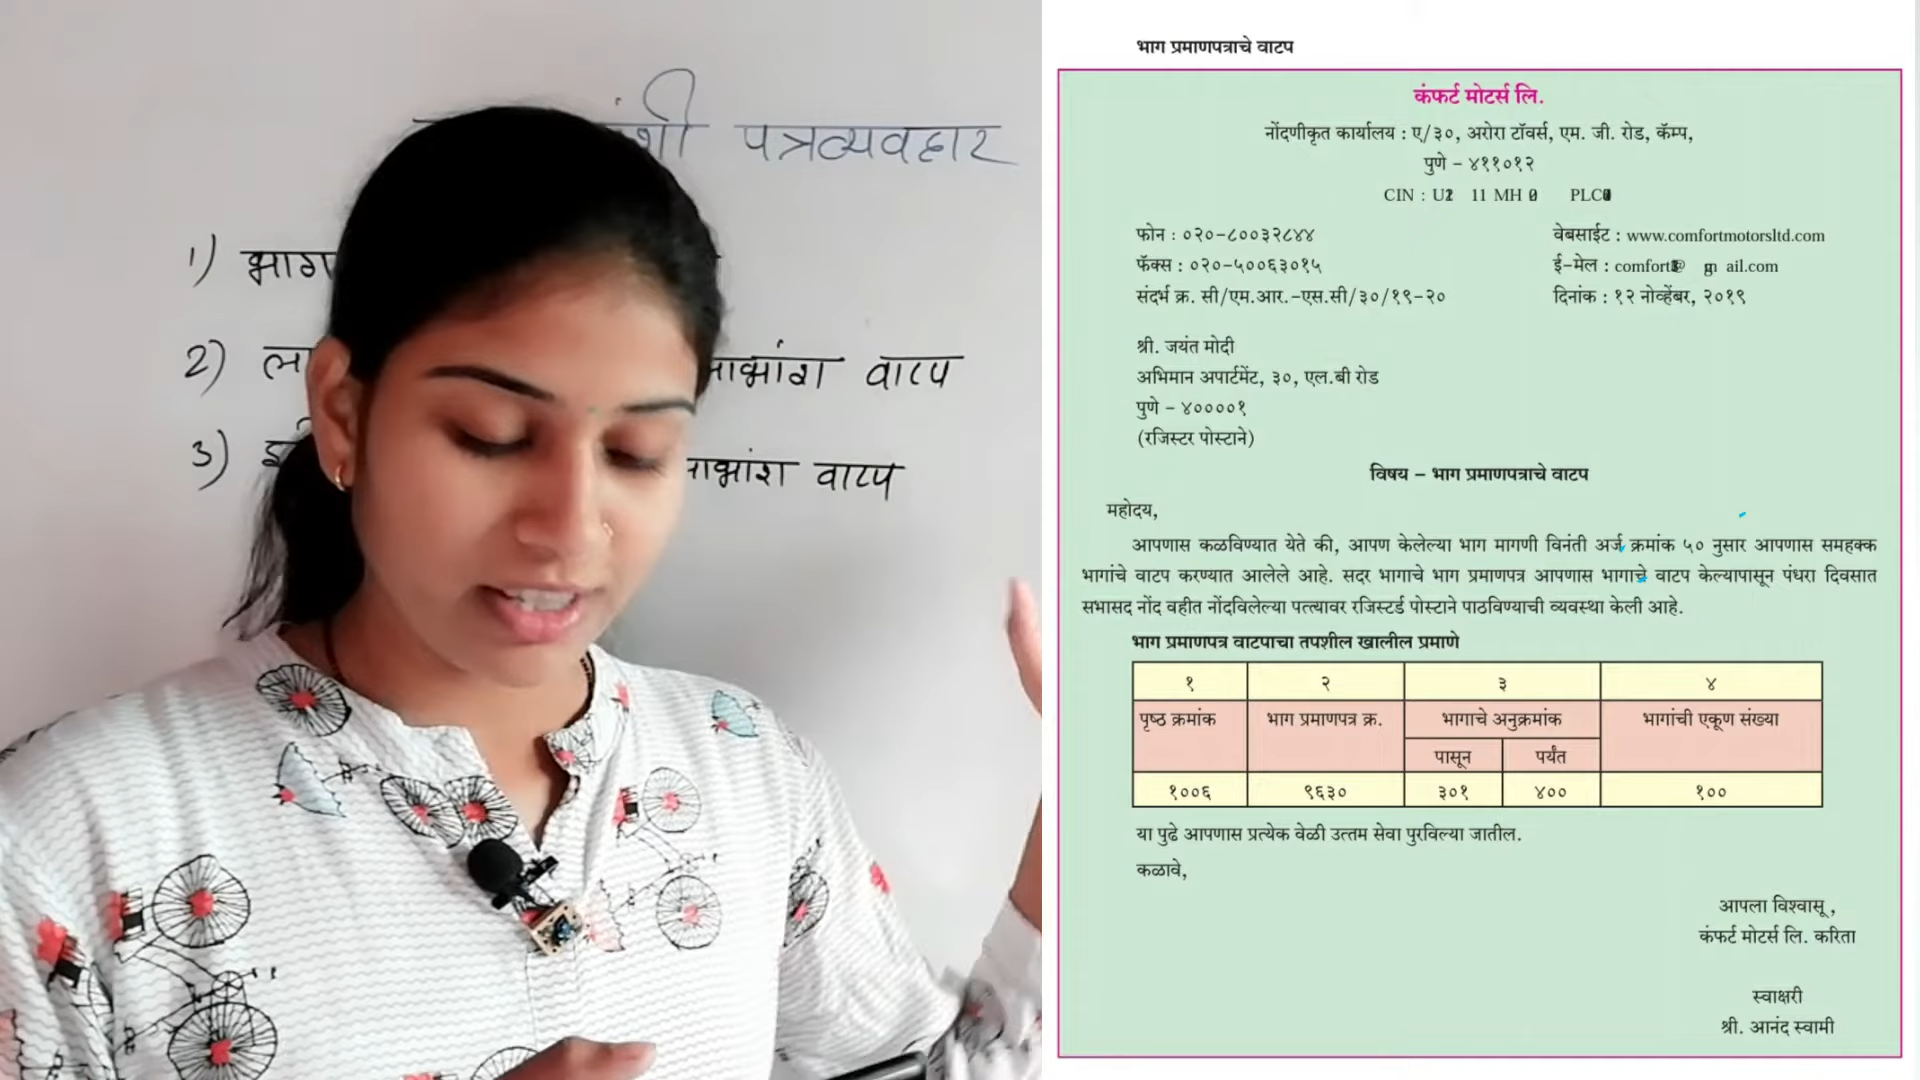 पत्रव्यवहार
1) भाग
2) लाभांश वाटप
3) लाभांश वाटप
भाग प्रमाणपत्राचे वाटप
कंफर्ट मोटर्स लि.
नोंदणीकृत कार्यालय : ए/३०, अरोरा टॉवर्स, एम. जी. रोड, कॅम्प,
पुणे – ४११०१२
CIN : 11 MH
फोन : ०२०-८००३२८४४
वेबसाईट : www.comfortmotorsltd.com
फॅक्स : ०२०-५००६३०१५
ई-मेल :
संदर्भ क्र. सी/एम.आर.-एस.सी/३०/१९-२०
दिनांक : १२ नोव्हेंबर, २०१९
श्री. जयंत मोदी
अभिमान अपार्टमेंट, ३०, एल.बी रोड
पुणे – ४००००१
(रजिस्टर पोस्टाने)
विषय – भाग प्रमाणपत्राचे वाटप
महोदय,
आपणास कळविण्यात येते की, आपण केलेल्या भाग मागणी विनंती अर्ज क्रमांक ५० नुसार आपणास समहक्क
भागांचे वाटप करण्यात आलेले आहे. सदर भागाचे भाग प्रमाणपत्र आपणास भागाचे वाटप केल्यापासून पंधरा दिवसात
सभासद नोंद वहीत नोंदविलेल्या पत्त्यावर रजिस्टर्ड पोस्टाने पाठविण्याची व्यवस्था केली आहे.
भाग प्रमाणपत्र वाटपाचा तपशील खालील प्रमाणे
१ २ ३ ४
पृष्ठ क्रमांक भाग प्रमाणपत्र क्र. भागाचे अनुक्रमांक भागांची एकूण संख्या
पासून पर्यंत
१००६ ९६३० ३०१ ४०० १००
या पुढे आपणास प्रत्येक वेळी उत्तम सेवा पुरविल्या जातील.
कळावे,
आपला विश्वासू ,
कंफर्ट मोटर्स लि. करिता
स्वाक्षरी
श्री. आनंद स्वामी